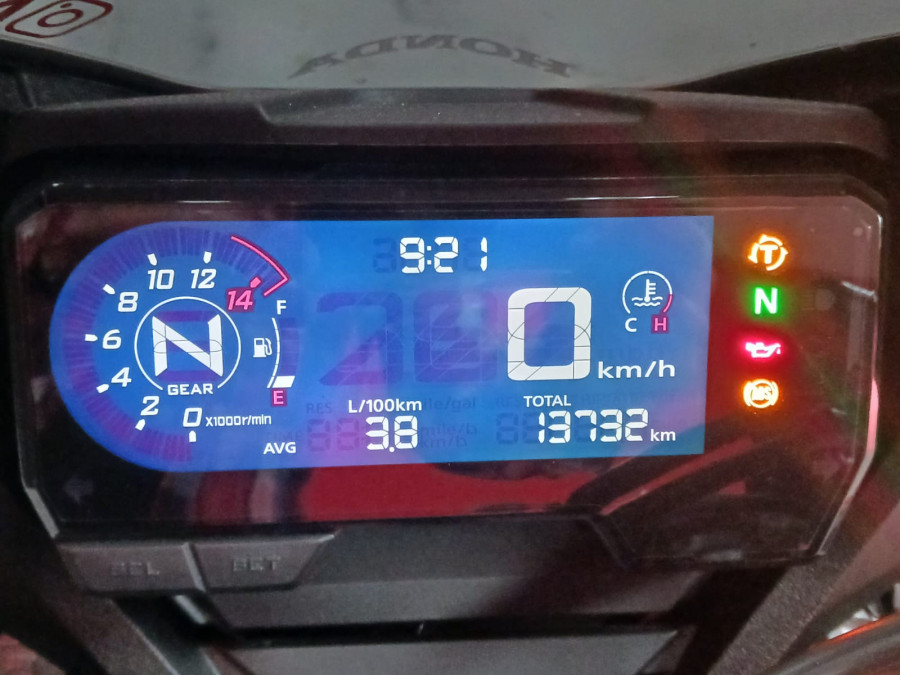 HONDA
9:21
10 12
8
14
F
6
N
C H
N
4
GEAR
0
km/h
E
2
0 x1000r/min
L/100km
TOTAL
AVG
3.8
13732 km
ABS
T
SEL
SET